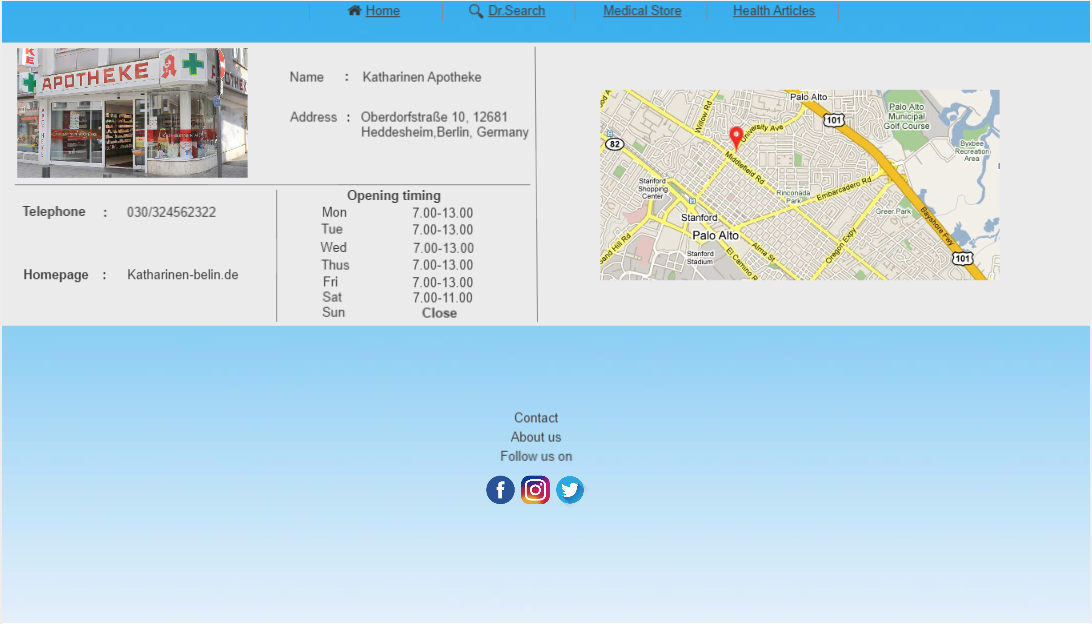 Home
Dr.Search
Medical Store
Health Articles
APOTHEKE
Name : Katharinen Apotheke
Address : Oberdorfstraße 10, 12681
Heddesheim,Berlin, Germany
Telephone : 030/324562322
Homepage : Katharinen-belin.de
Opening timing
Mon 7.00-13.00
Tue 7.00-13.00
Wed 7.00-13.00
Thus 7.00-13.00
Fri 7.00-13.00
Sat 7.00-11.00
Sun Close
Palo Alto
Willow Rd
University Ave
101
Palo Alto
Municipal
Golf Course
82
Byxbee
Recreation
Area
Middlefield Rd
Stanford
Shopping
Center
Rinconada
Park
Embarcadero Rd
Greer Park
Stanford
Palo Alto
Bayshore Fwy
Alma St
Oregon Expy
Stanford
Stadium
El Camino R
and Hill Rd
101
Contact
About us
Follow us on